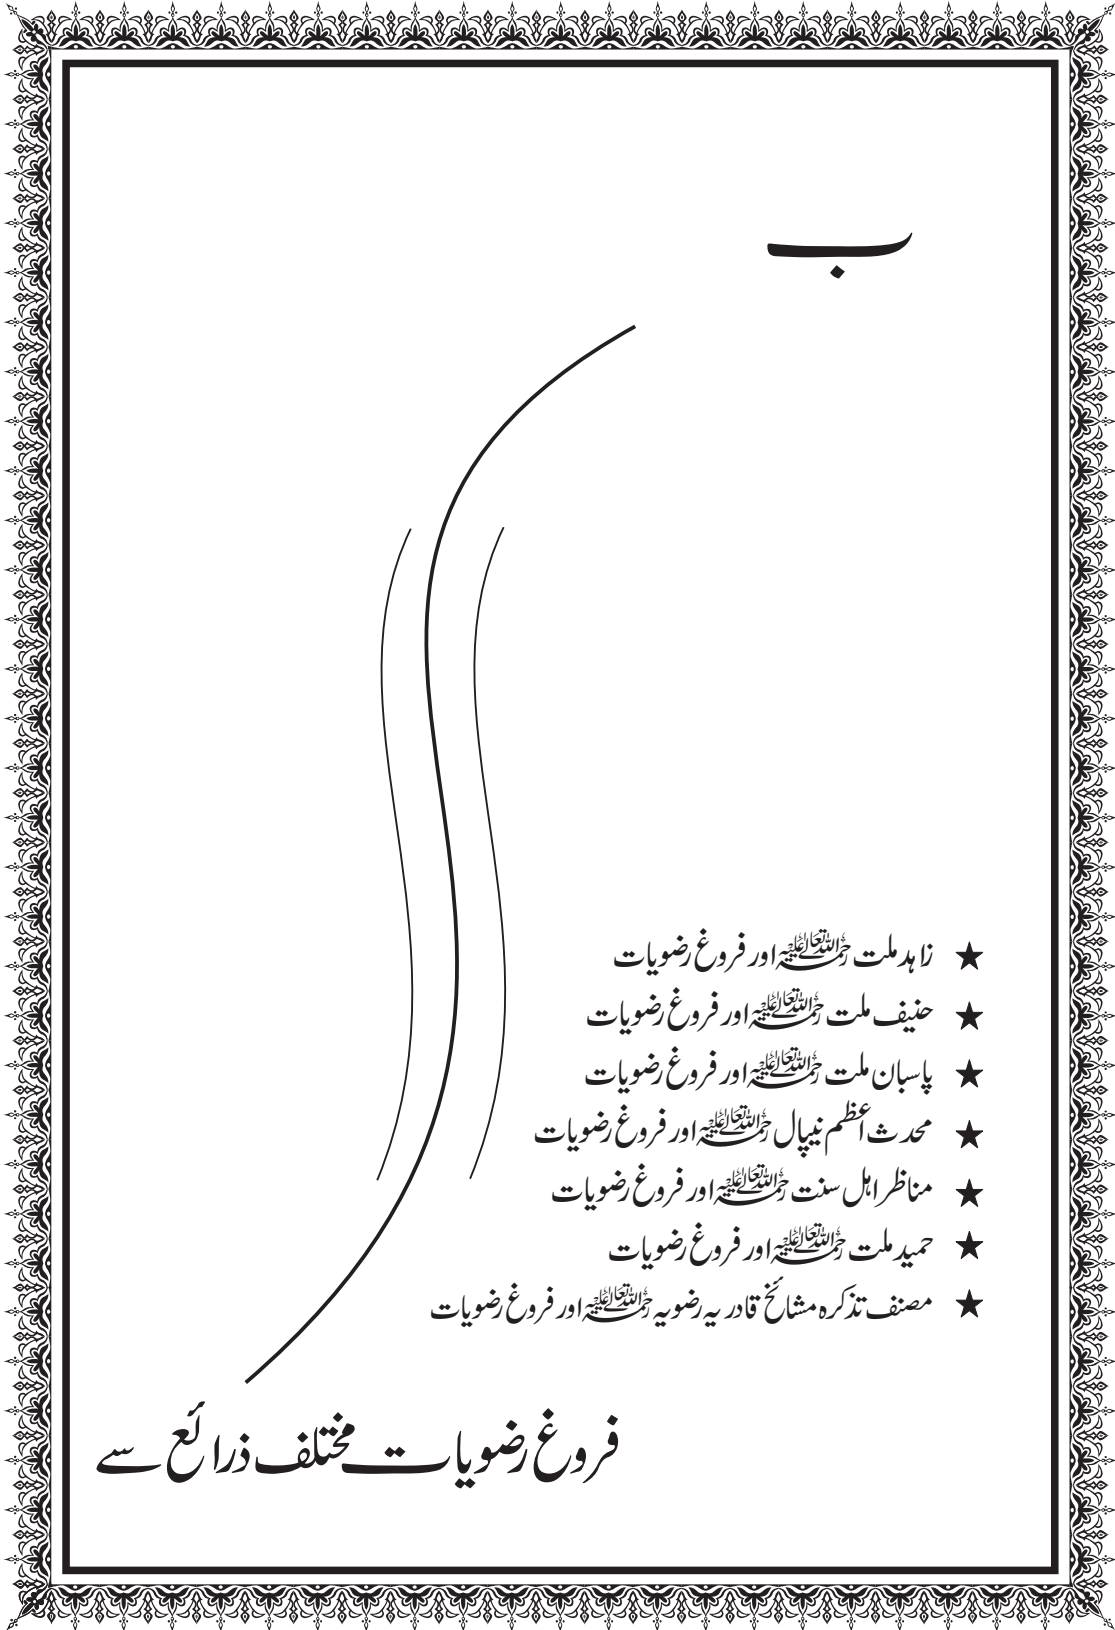 ب
★ زاہد ملت رحمۃ اللہ تعالیٰ علیہ اور فروغ رضویات
★ حنیف ملت رحمۃ اللہ تعالیٰ علیہ اور فروغ رضویات
★ پاسبان ملت رحمۃ اللہ تعالیٰ علیہ اور فروغ رضویات
★ محدث اعظم نیپال رحمۃ اللہ تعالیٰ علیہ اور فروغ رضویات
★ مناظر اہل سنت رحمۃ اللہ تعالیٰ علیہ اور فروغ رضویات
★ حمید ملت رحمۃ اللہ تعالیٰ علیہ اور فروغ رضویات
★ مصنف تذکرہ مشائخ قادریہ رضویہ رحمۃ اللہ تعالیٰ علیہ اور فروغ رضویات
فروغ رضویات مختلف ذرائع سے